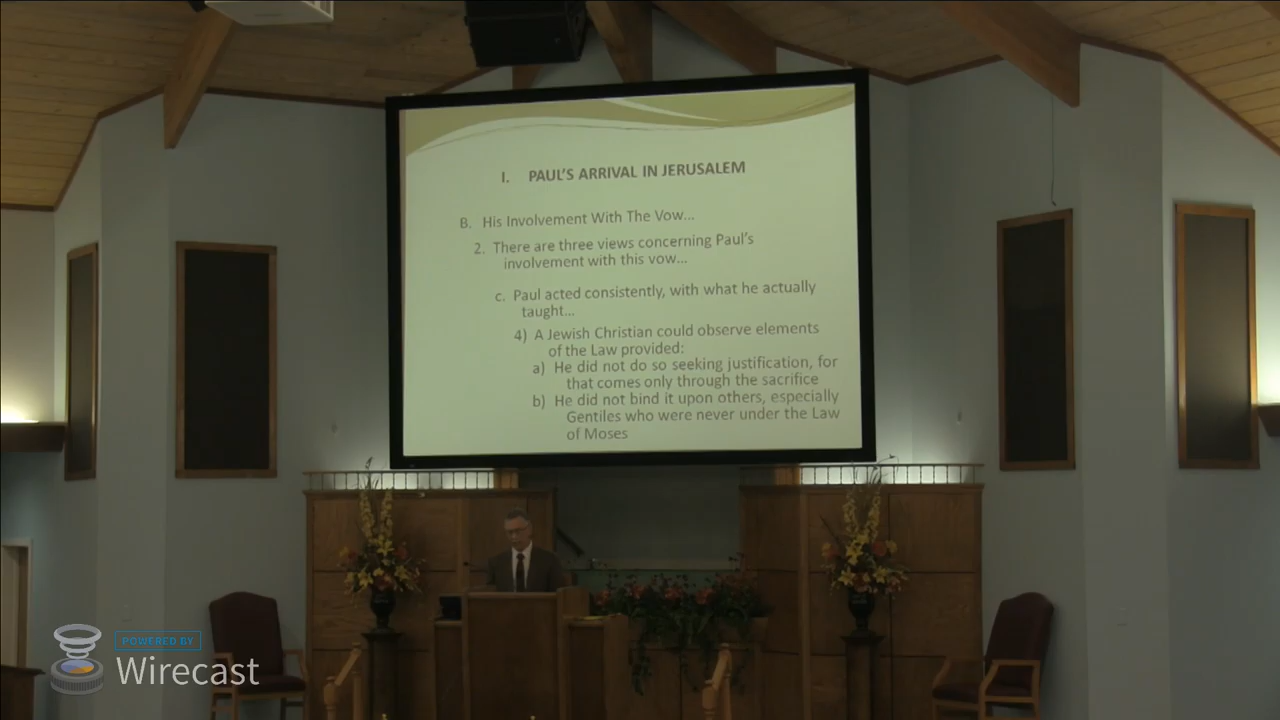 I. PAUL'S ARRIVAL IN JERUSALEM
B. His Involvement With The Vow...
2. There are three views concerning Paul's
involvement with this vow...
c. Paul acted consistently, with what he actually
taught...
4) A Jewish Christian could observe elements
of the Law provided:
a) He did not do so seeking justification, for
that comes only through the sacrifice
b) He did not bind it upon others, especially
Gentiles who were never under the Law
of Moses
POWERED BY
Wirecast